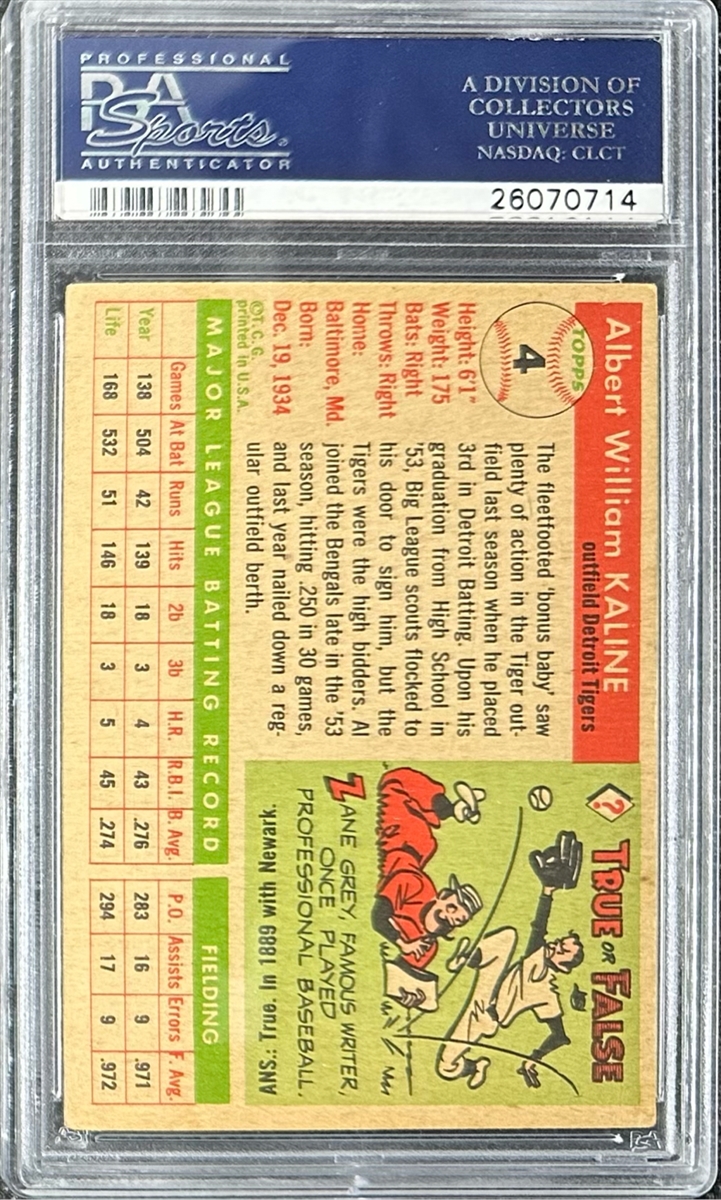 PROFESSIONAL
PSA
Sports
AUTHENTICATOR
A DIVISION OF
COLLECTORS
UNIVERSE
NASDAQ: CLCT
26070714
TOPPS
4
Albert William KALINE
outfield Detroit Tigers
Height: 6'1"
Weight: 175
Bats: Right
Throws: Right
Home:
Baltimore, Md.
Born:
Dec. 19, 1934
©T.C.G.
printed in U.S.A.
The fleetfooted 'bonus baby' saw
plenty of action in the Tiger out-
field last season when he placed
3rd in Detroit Batting. Upon his
graduation from High School in
'53, Big League scouts flocked to
his door to sign him, but the
Tigers were the high bidders. Al
joined the Bengals late in the '53
season, hitting .250 in 30 games,
and last year nailed down a reg-
ular outfield berth.
? TRUE OR FALSE
ZANE GREY, FAMOUS WRITER,
ONCE PLAYED
PROFESSIONAL BASEBALL.
ANS: True. In 1889 with Newark.
MAJOR LEAGUE BATTING RECORD FIELDING
Games At Bat Runs Hits 2b 3b H.R. R.B.I. B. Avg. P.O. Assists Errors F. Avg.
Year 138 504 42 139 18 3 4 43 .276 283 16 9 .971
Life 168 532 51 146 18 3 5 45 .274 294 17 9 .972